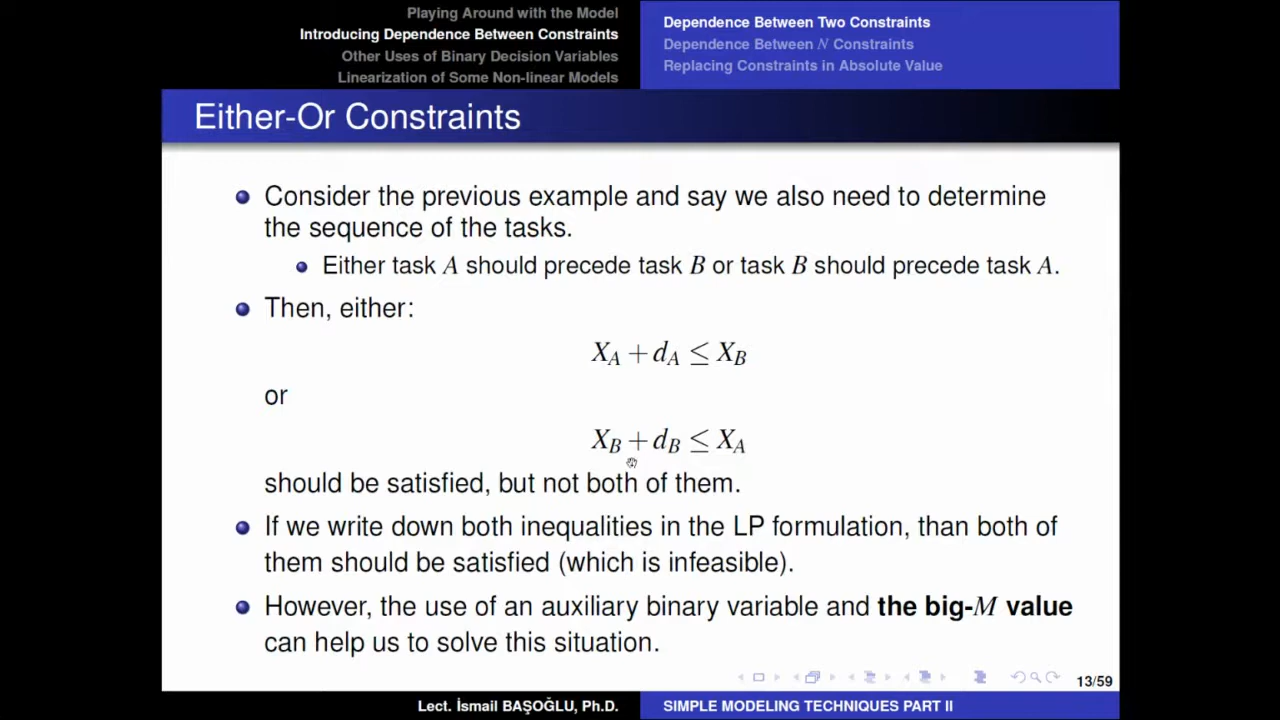 Playing Around with the Model
Introducing Dependence Between Constraints
Other Uses of Binary Decision Variables
Linearization of Some Non-linear Models
Dependence Between Two Constraints
Dependence Between N Constraints
Replacing Constraints in Absolute Value
Either-Or Constraints
Consider the previous example and say we also need to determine
the sequence of the tasks.
Either task A should precede task B or task B should precede task A.
Then, either:
X_A + d_A ≤ X_B
or
X_B + d_B ≤ X_A
should be satisfied, but not both of them.
If we write down both inequalities in the LP formulation, than both of
them should be satisfied (which is infeasible).
However, the use of an auxiliary binary variable and the big-M value
can help us to solve this situation.
13/59
Lect. İsmail BAŞOĞLU, Ph.D.
SIMPLE MODELING TECHNIQUES PART II